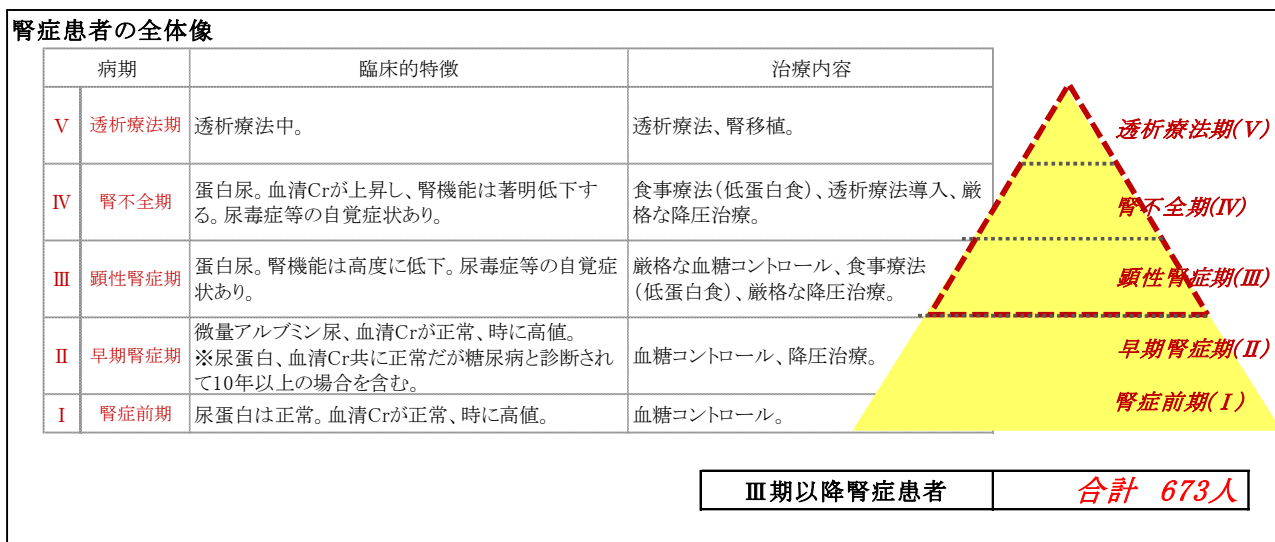 腎症患者の全体像
病期 臨床的特徴 治療内容
Ⅴ 透析療法期 透析療法中。 透析療法、腎移植。
Ⅳ 腎不全期 蛋白尿。血清Crが上昇し、腎機能は著明低下す
る。尿毒症等の自覚症状あり。
食事療法(低蛋白食)、透析療法導入、厳
格な降圧治療。
Ⅲ 顕性腎症期 蛋白尿。腎機能は高度に低下。尿毒症等の自覚症
状あり。
厳格な血糖コントロール、食事療法
(低蛋白食)、厳格な降圧治療。
Ⅱ 早期腎症期 微量アルブミン尿、血清Crが正常、時に高値。
※尿蛋白、血清Cr共に正常だが糖尿病と診断され
て10年以上の場合を含む。
血糖コントロール、降圧治療。
Ⅰ 腎症前期 尿蛋白は正常。血清Crが正常、時に高値。 血糖コントロール。
透析療法期(Ⅴ)
腎不全期(Ⅳ)
顕性腎症期(Ⅲ)
早期腎症期(Ⅱ)
腎症前期(Ⅰ)
Ⅲ期以降腎症患者 合計 673人